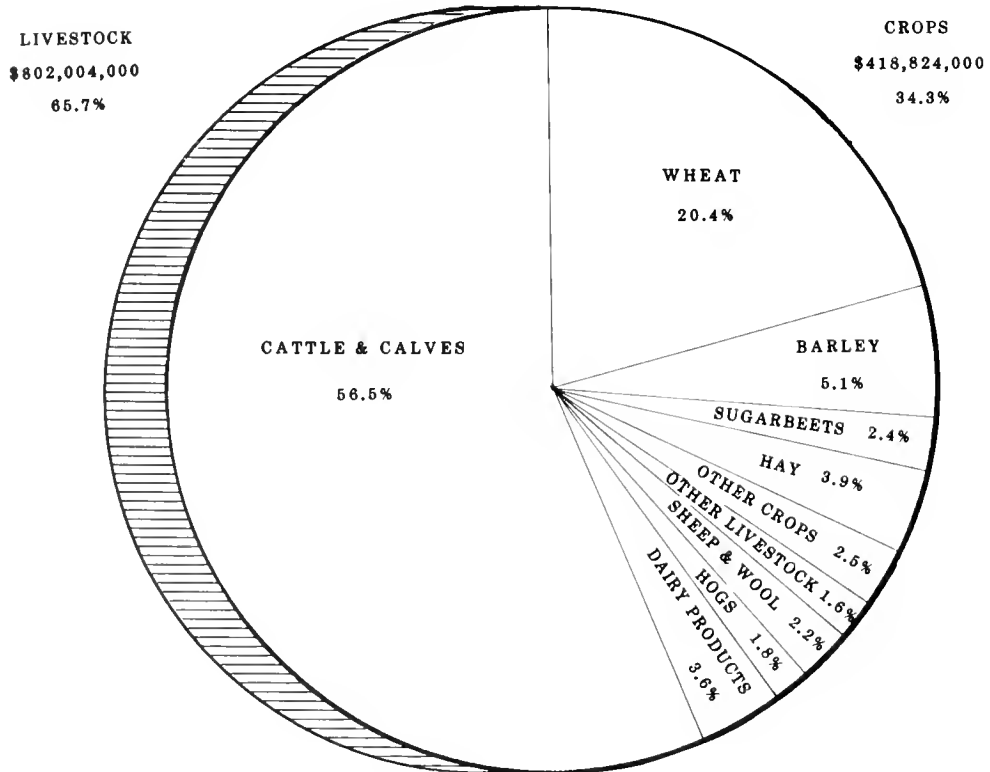 LIVESTOCK
$802,004,000
65.7%
CROPS
$418,824,000
34.3%
WHEAT
20.4%
BARLEY
5.1%
SUGARBEETS 2.4%
HAY 3.9%
OTHER CROPS 2.5%
OTHER LIVESTOCK 1.6%
SHEEP & WOOL 2.2%
HOGS 1.8%
DAIRY PRODUCTS
3.6%
CATTLE & CALVES
56.5%